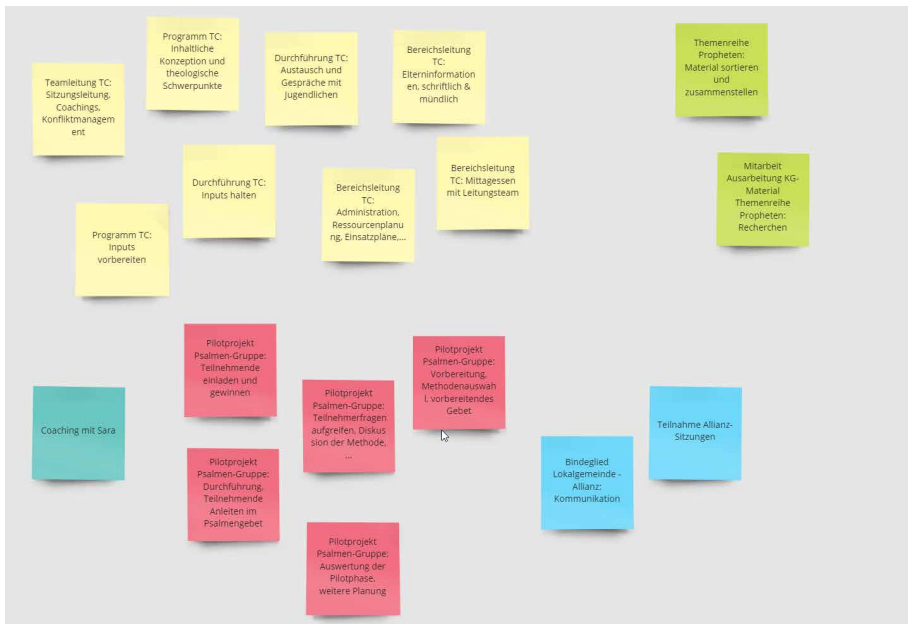 Teamleitung TC:
Sitzungsleitung,
Coachings,
Konfliktmanagem
ent
Programm TC:
Inhaltliche
Konzeption und
theologische
Schwerpunkte
Durchführung TC:
Austausch und
Gespräche mit
Jugendlichen
Bereichsleitung
TC:
Elterninformation
en, schriftlich &
mündlich
Themenreihe
Propheten:
Material sortieren
und
zusammenstellen
Programm TC:
Inputs
vorbereiten
Durchführung TC:
Inputs halten
Bereichsleitung
TC:
Administration,
Ressourcenplanu
ng, Einsatzpläne,...
Bereichsleitung
TC: Mittagessen
mit Leitungsteam
Mitarbeit
Ausarbeitung KG-
Material
Themenreihe
Propheten:
Recherchen
Coaching mit Sara
Pilotprojekt
Psalmen-Gruppe:
Teilnehmende
einladen und
gewinnen
Pilotprojekt
Psalmen-Gruppe:
Teilnehmerfragen
aufgreifen, Diskus
sion der Methode,
...
Pilotprojekt
Psalmen-Gruppe:
Vorbereitung,
Methodenauswah
l, vorbereitendes
Gebet
Pilotprojekt
Psalmen-Gruppe:
Durchführung,
Teilnehmende
Anleiten im
Psalmengebet
Pilotprojekt
Psalmen-Gruppe:
Auswertung der
Pilotphase,
weitere Planung
Bindeglied
Lokalgemeinde -
Allianz:
Kommunikation
Teilnahme Allianz-
Sitzungen